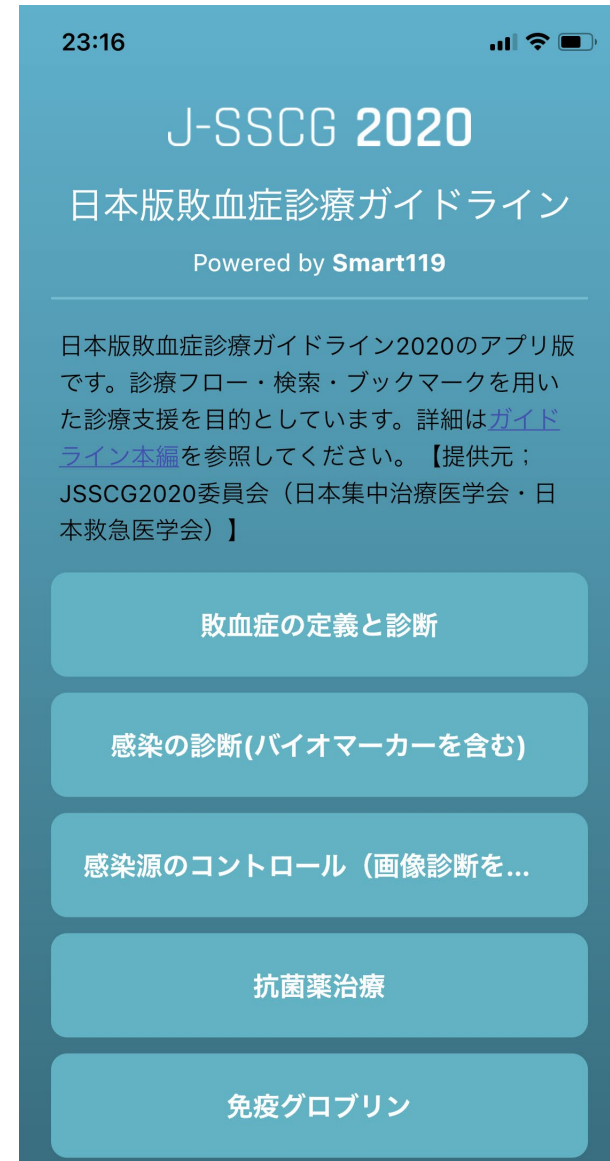 23:16
J-SSCG 2020
日本版敗血症診療ガイドライン
Powered by Smart119
日本版敗血症診療ガイドライン2020のアプリ版
です。診療フロー・検索・ブックマークを用い
た診療支援を目的としています。詳細はガイド
ライン本編を参照してください。【提供元；
JSSCG2020委員会（日本集中治療医学会・日
本救急医学会）】
敗血症の定義と診断
感染の診断(バイオマーカーを含む)
感染源のコントロール（画像診断を...
抗菌薬治療
免疫グロブリン